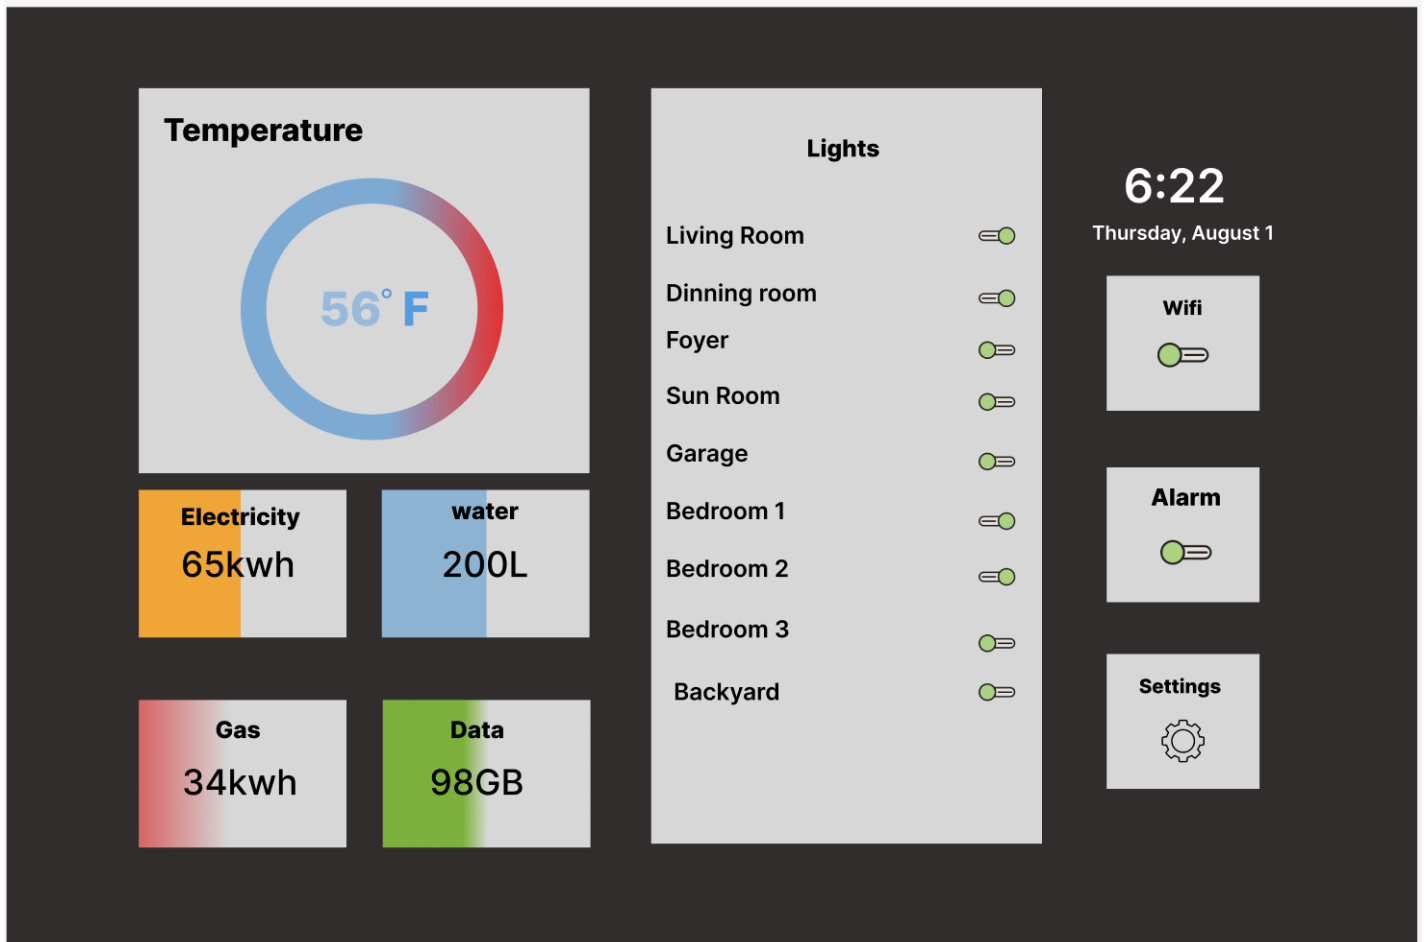 Temperature
56° F
Electricity
65kwh
water
200L
Gas
34kwh
Data
98GB
Lights
Living Room
Dinning room
Foyer
Sun Room
Garage
Bedroom 1
Bedroom 2
Bedroom 3
Backyard
6:22
Thursday, August 1
Wifi
Alarm
Settings